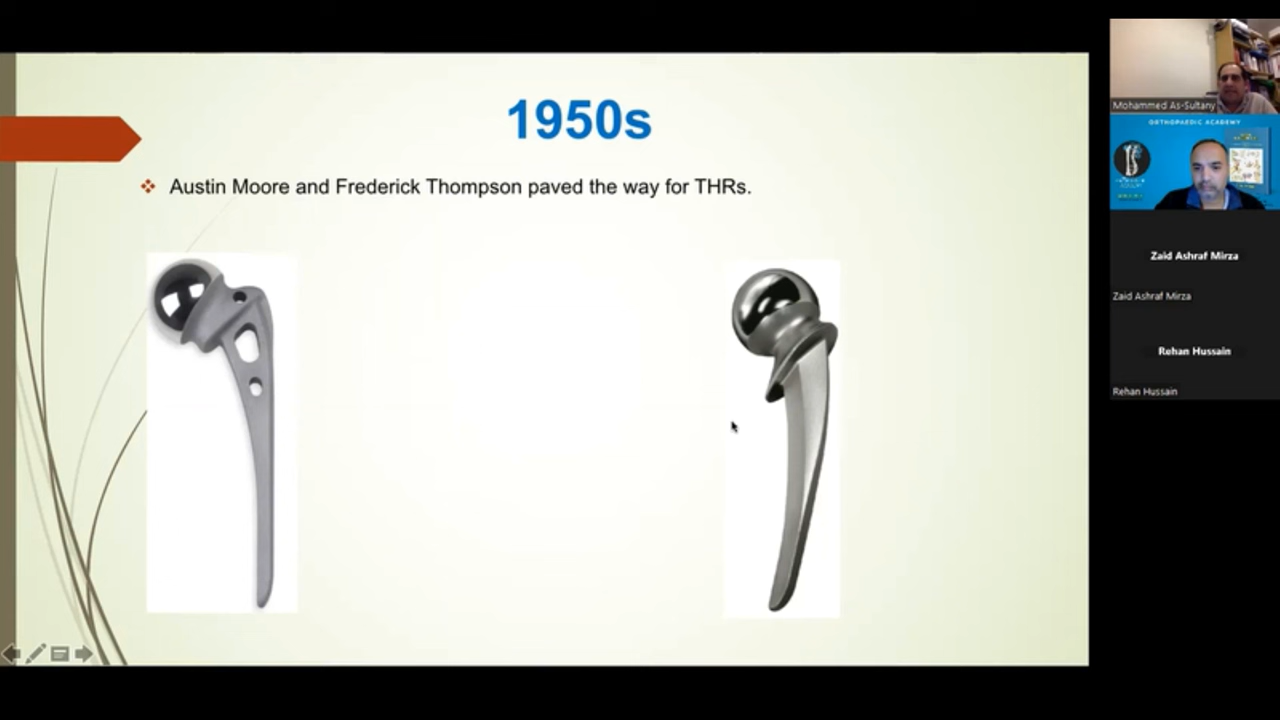 1950s
Austin Moore and Frederick Thompson paved the way for THRs.
Mohammed As-Sultany
ORTHOPAEDIC ACADEMY
Zaid Ashraf Mirza
Zaid Ashraf Mirza
Rehan Hussain
Rehan Hussain